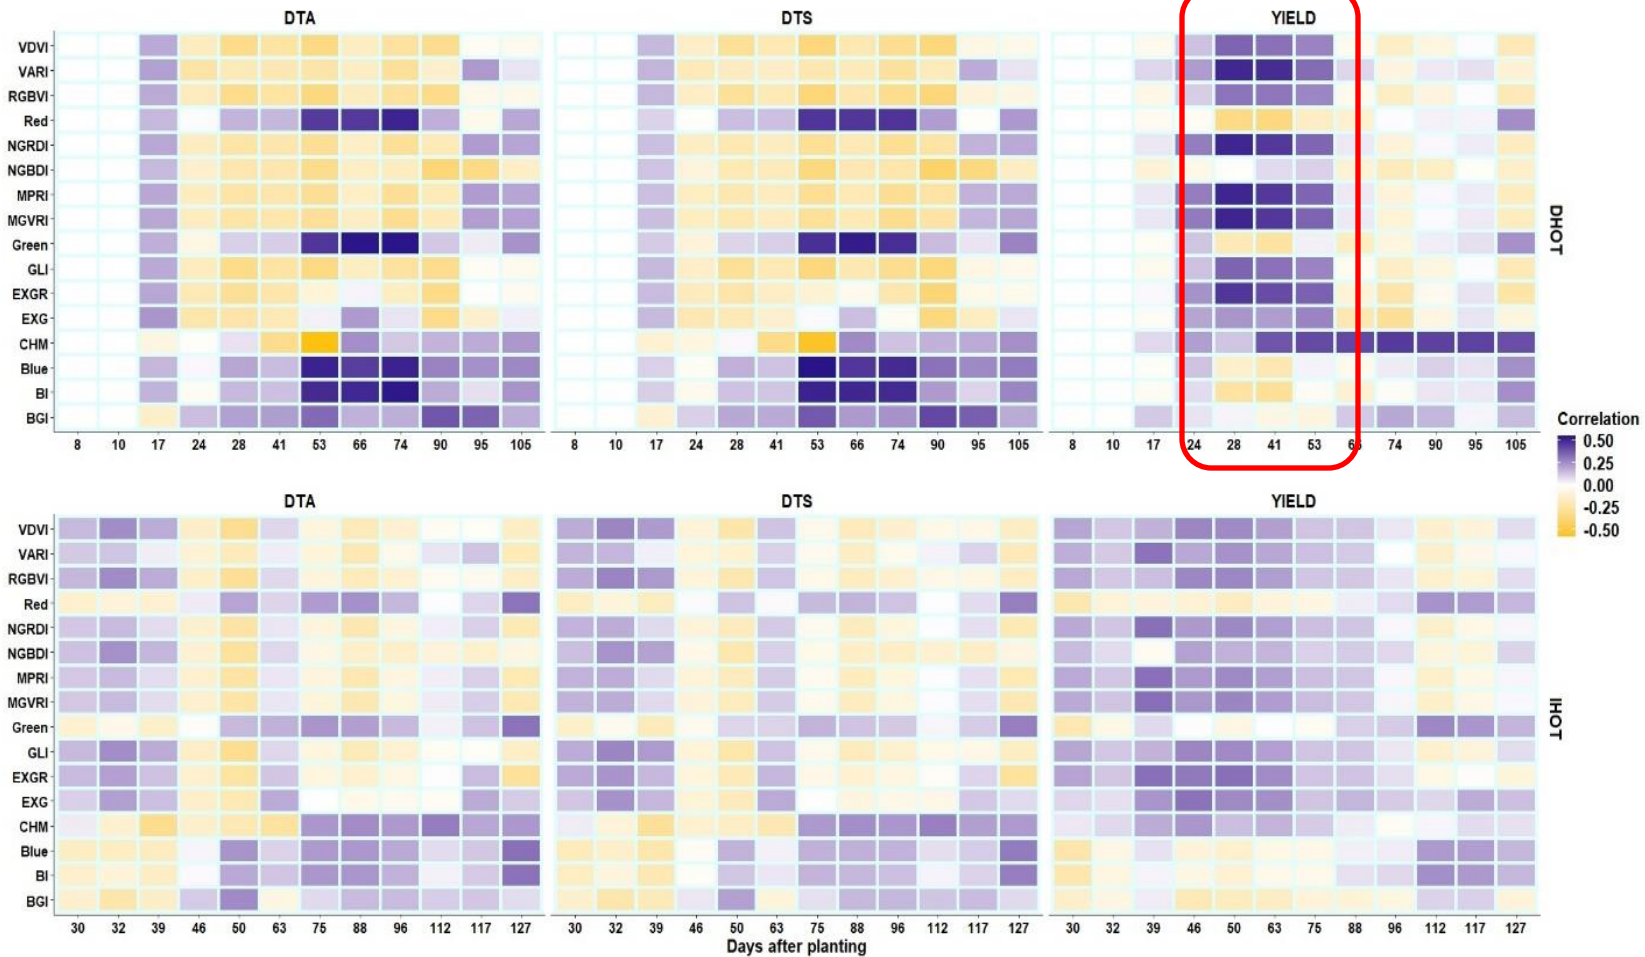 DTA DTS YIELD
VDVI
VARI
RGBVI
Red
NGRDI
NGBDI
MPRI
MGVRI
Green
GLI
EXGR
EXG
CHM
Blue
BI
BGI
DHOT
8 10 17 24 28 41 53 66 74 90 95 105 8 10 17 24 28 41 53 66 74 90 95 105 8 10 17 24 28 41 53 66 74 90 95 105
Correlation
0.50
0.25
0.00
-0.25
-0.50
DTA DTS YIELD
VDVI
VARI
RGBVI
Red
NGRDI
NGBDI
MPRI
MGVRI
Green
GLI
EXGR
EXG
CHM
Blue
BI
BGI
IHOT
30 32 39 46 50 63 75 88 96 112 117 127 30 32 39 46 50 63 75 88 96 112 117 127 30 32 39 46 50 63 75 88 96 112 117 127
Days after planting